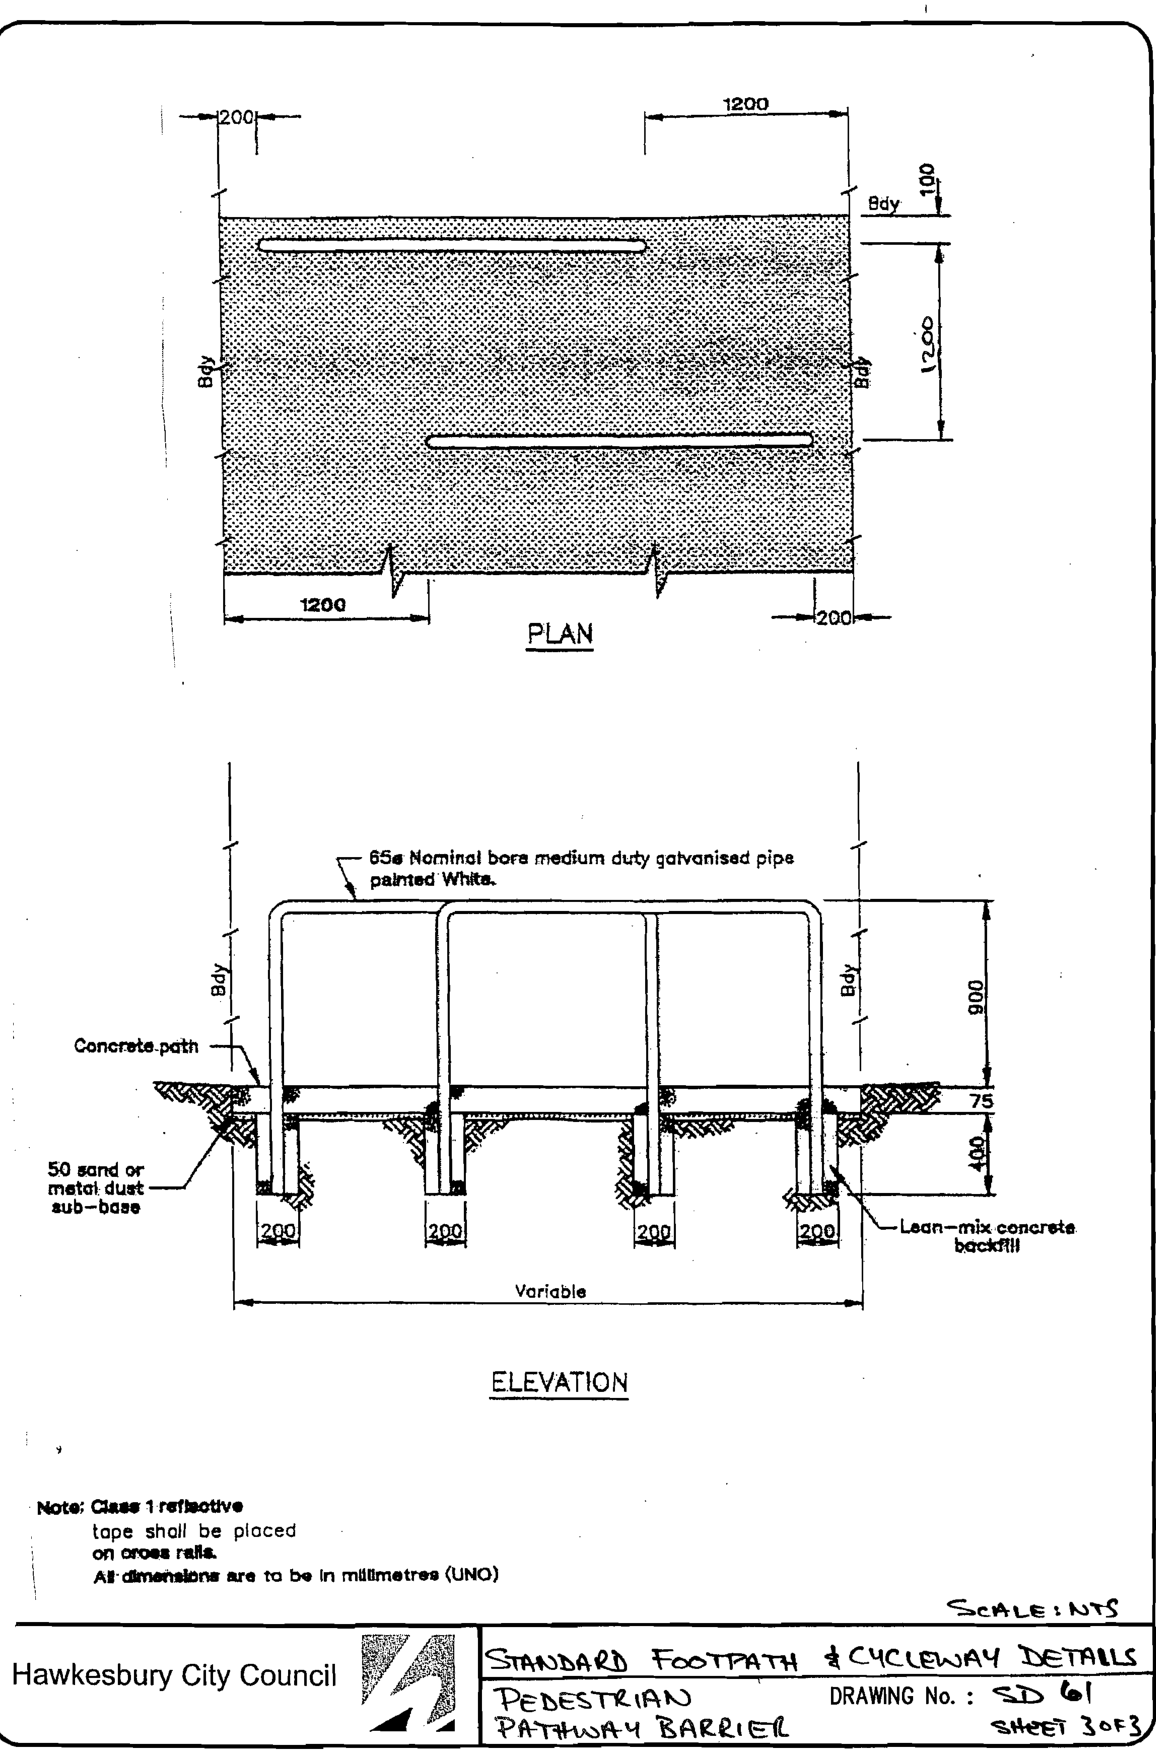 200
1200
100
Bdy
1200
Bdy
Bdy
1200
200
PLAN
65ø Nominal bore medium duty galvanised pipe
painted White.
Bdy
Bdy
900
Concrete path
75
400
50 sand or
metal dust
sub-base
200
200
200
200
Lean-mix concrete
backfill
Variable
ELEVATION
Note: Class 1 reflective
tape shall be placed
on cross rails.
All dimensions are to be in millimetres (UNO)
SCALE: NTS
Hawkesbury City Council
STANDARD FOOTPATH & CYCLEWAY DETAILS
PEDESTRIAN
PATHWAY BARRIER
DRAWING No. : SD 61
SHEET 3 OF 3